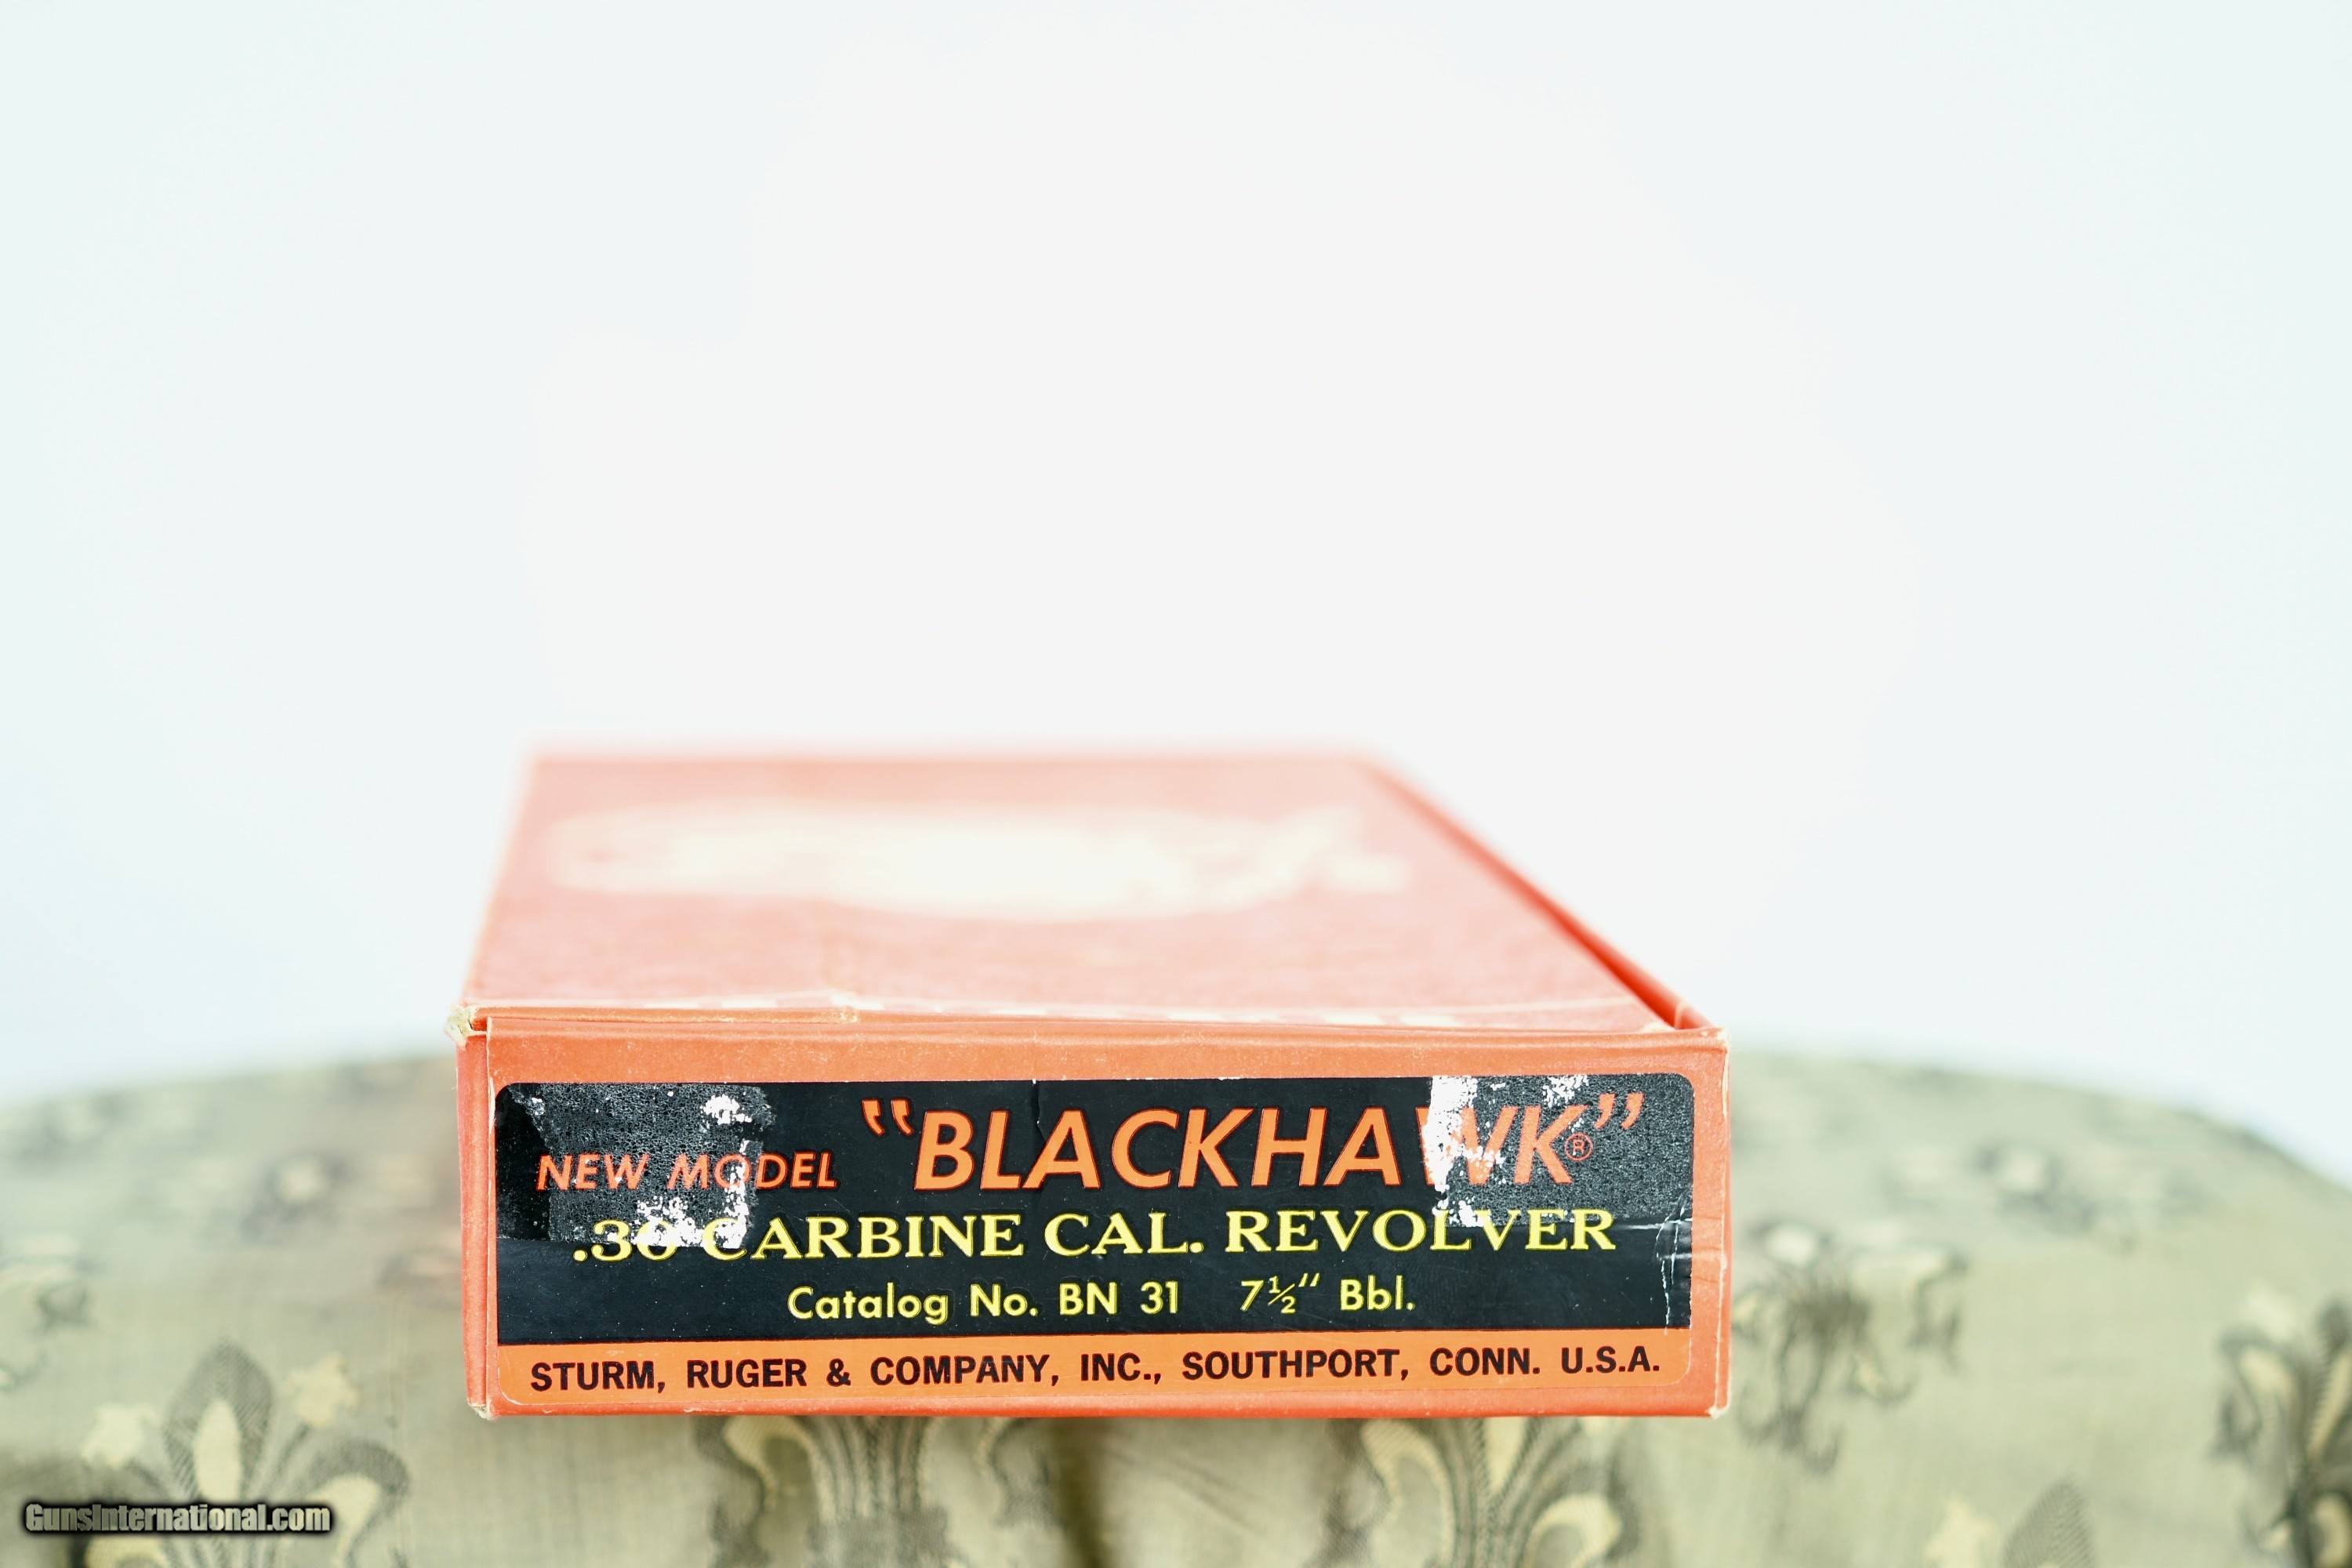 NEW MODEL "BLACKHAWK"®
.30 CARBINE CAL. REVOLVER
Catalog No. BN 31 7½" Bbl.
STURM, RUGER & COMPANY, INC., SOUTHPORT, CONN. U.S.A.
GunsInternational.com